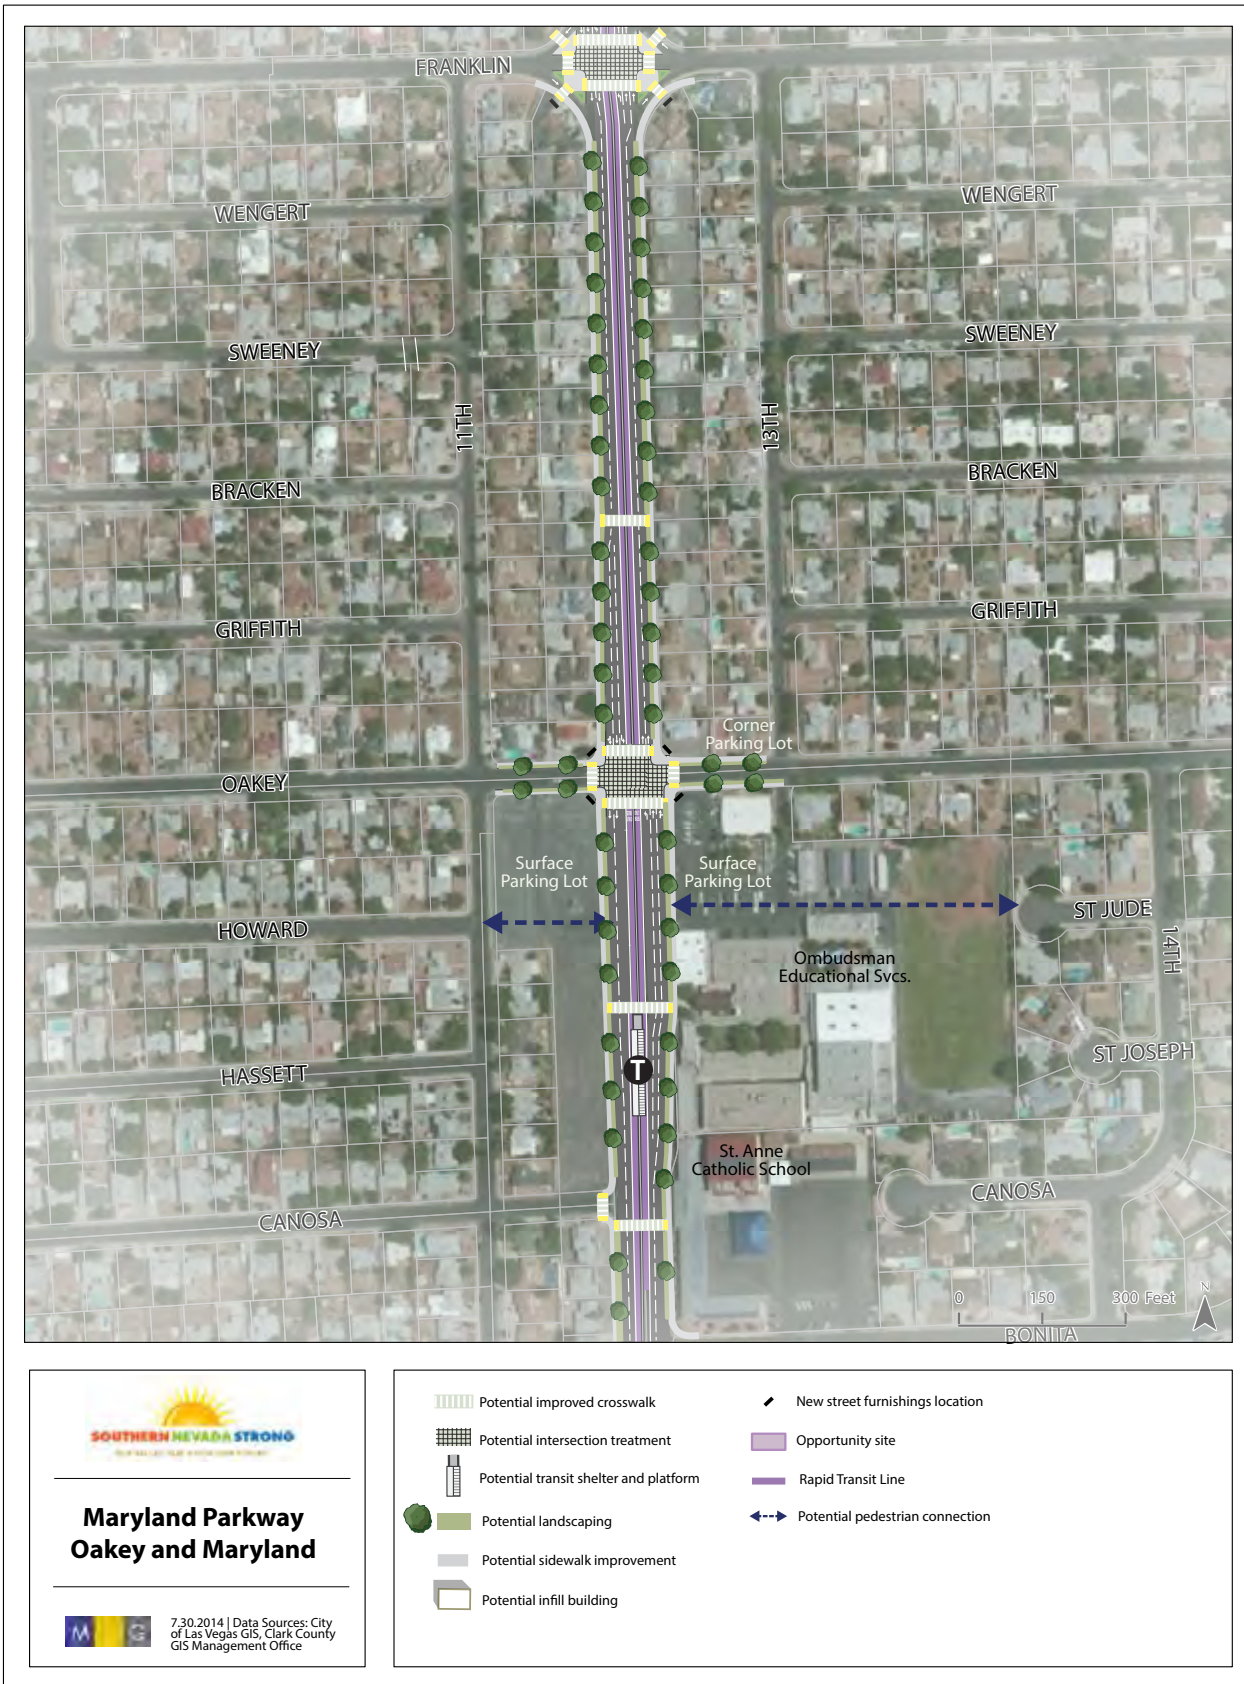 FRANKLIN
WENGERT
WENGERT
SWEENEY
SWEENEY
11TH
13TH
BRACKEN
BRACKEN
GRIFFITH
GRIFFITH
Corner
Parking Lot
OAKEY
Surface
Parking Lot
Surface
Parking Lot
HOWARD
ST JUDE
14TH
Ombudsman
Educational Svcs.
HASSETT
T
ST JOSEPH
St. Anne
Catholic School
CANOSA
CANOSA
N
0 150 300 Feet
BONITA
SOUTHERN NEVADA STRONG
Maryland Parkway
Oakey and Maryland
M G
7.30.2014 | Data Sources: City
of Las Vegas GIS, Clark County
GIS Management Office
Potential improved crosswalk
Potential intersection treatment
Potential transit shelter and platform
Potential landscaping
Potential sidewalk improvement
Potential infill building
New street furnishings location
Opportunity site
Rapid Transit Line
Potential pedestrian connection